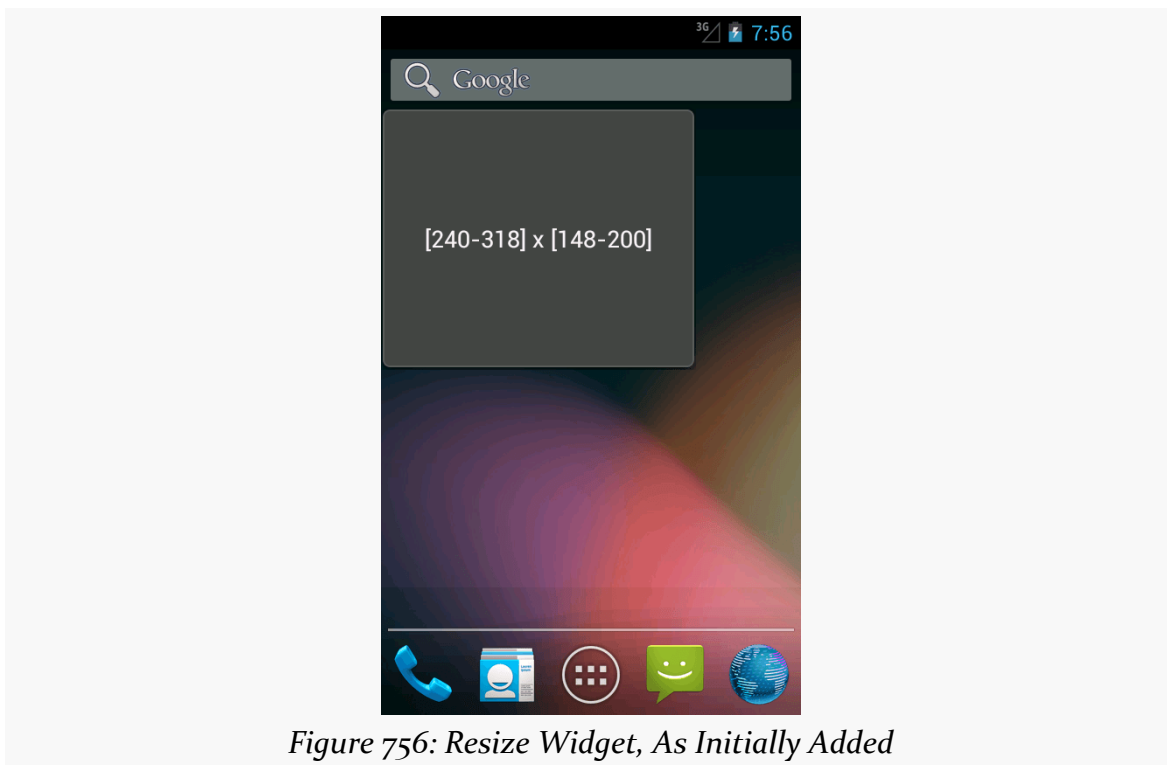 3G 7:56
Google
[240-318] x [148-200]
Figure 756: Resize Widget, As Initially Added